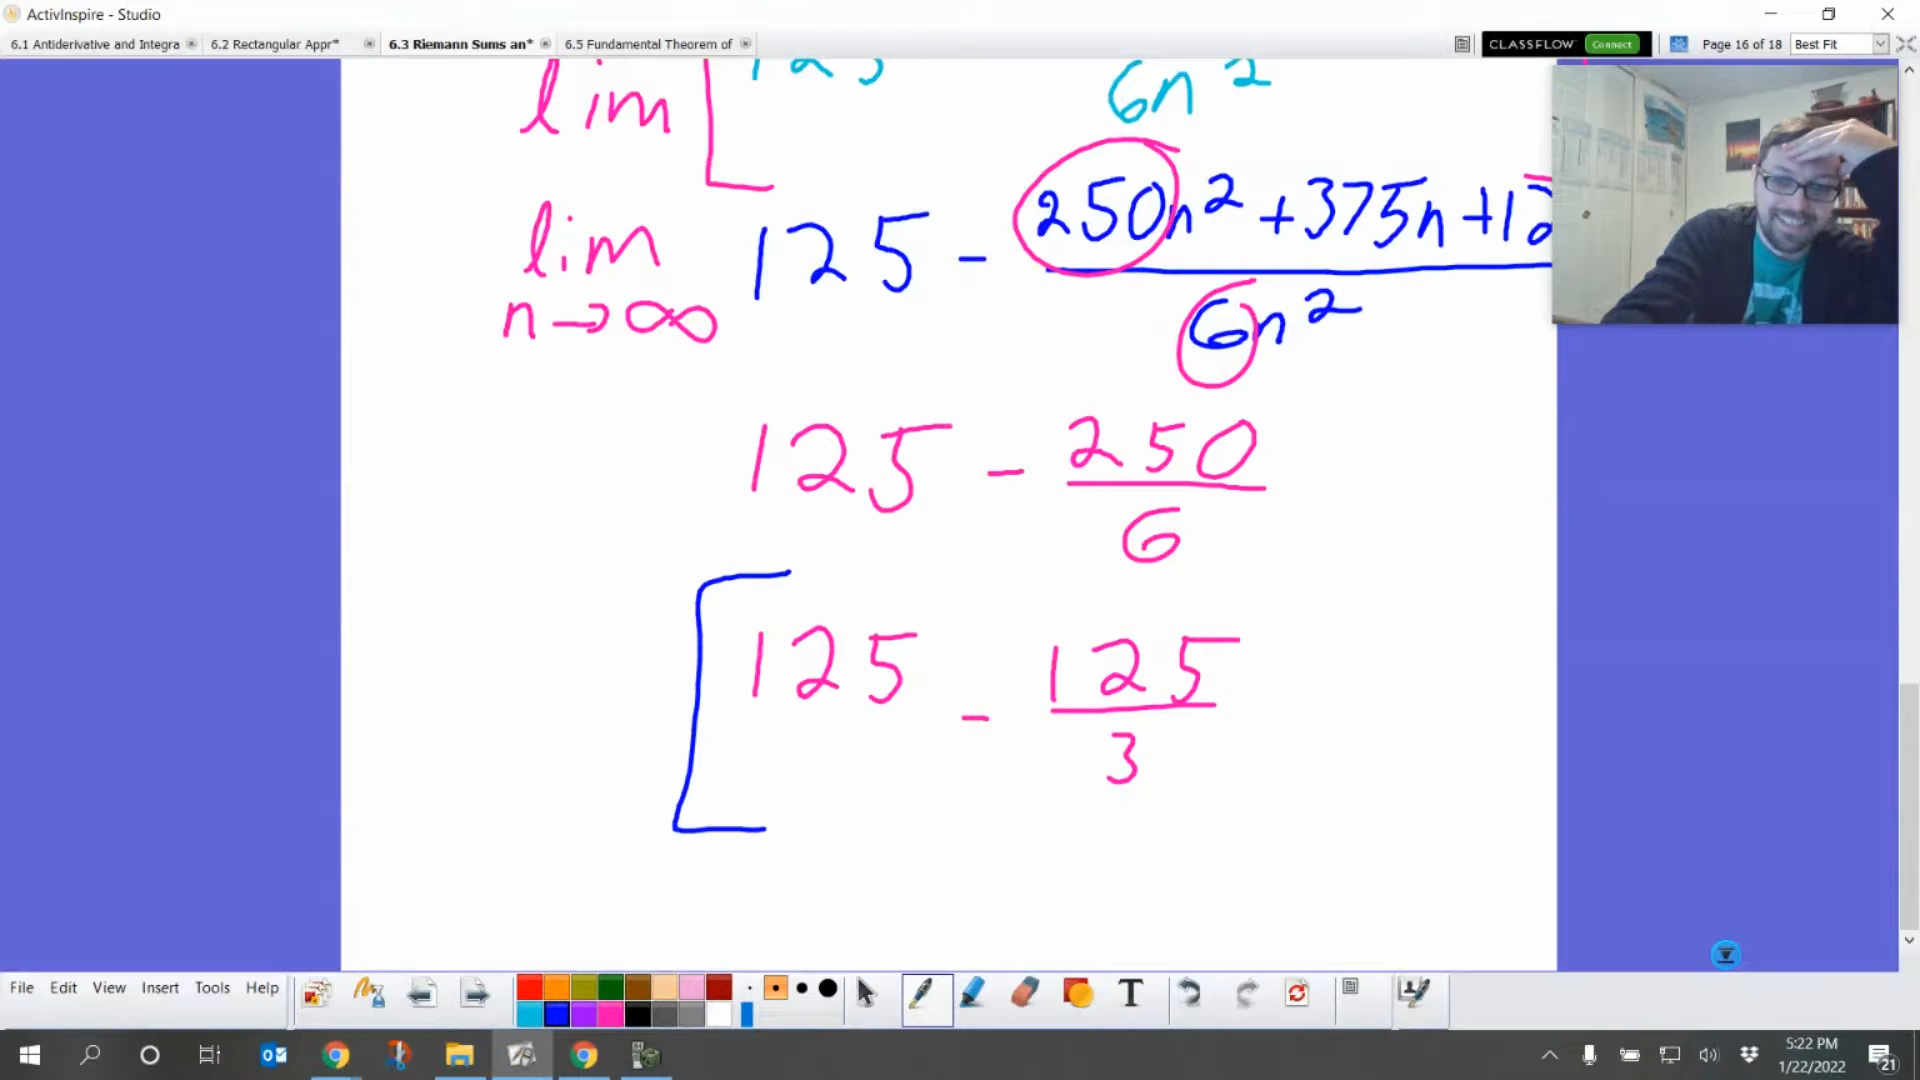 ActivInspire - Studio
6.1 Antiderivative and Integra
6.2 Rectangular Appr*
6.3 Riemann Sums an*
6.5 Fundamental Theorem of
CLASSFLOW Connect
Page 16 of 18
Best Fit
lim [ 125
6n²
lim n→∞ 125 - 250n² + 375n + 12
6n²
125 - 250
6
[ 125 - 125
3
File Edit View Insert Tools Help
T
5:22 PM
1/22/2022
21